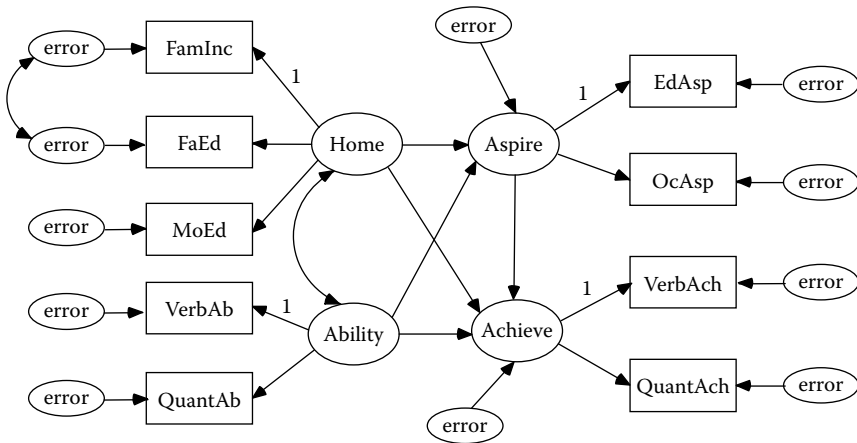 error
error
FamInc
1
1
EdAsp
error
error
FaEd
Home
Aspire
OcAsp
error
error
MoEd
error
VerbAb
1
Ability
Achieve
1
VerbAch
error
error
QuantAb
error
QuantAch
error